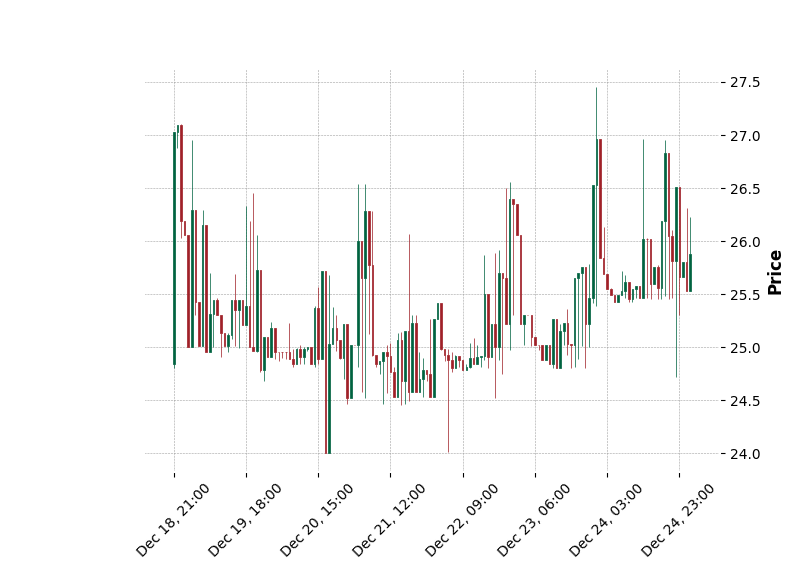 27.5
27.0
26.5
26.0
25.5
25.0
24.5
24.0
Price
Dec 18, 21:00
Dec 19, 18:00
Dec 20, 15:00
Dec 21, 12:00
Dec 22, 09:00
Dec 23, 06:00
Dec 24, 03:00
Dec 24, 23:00